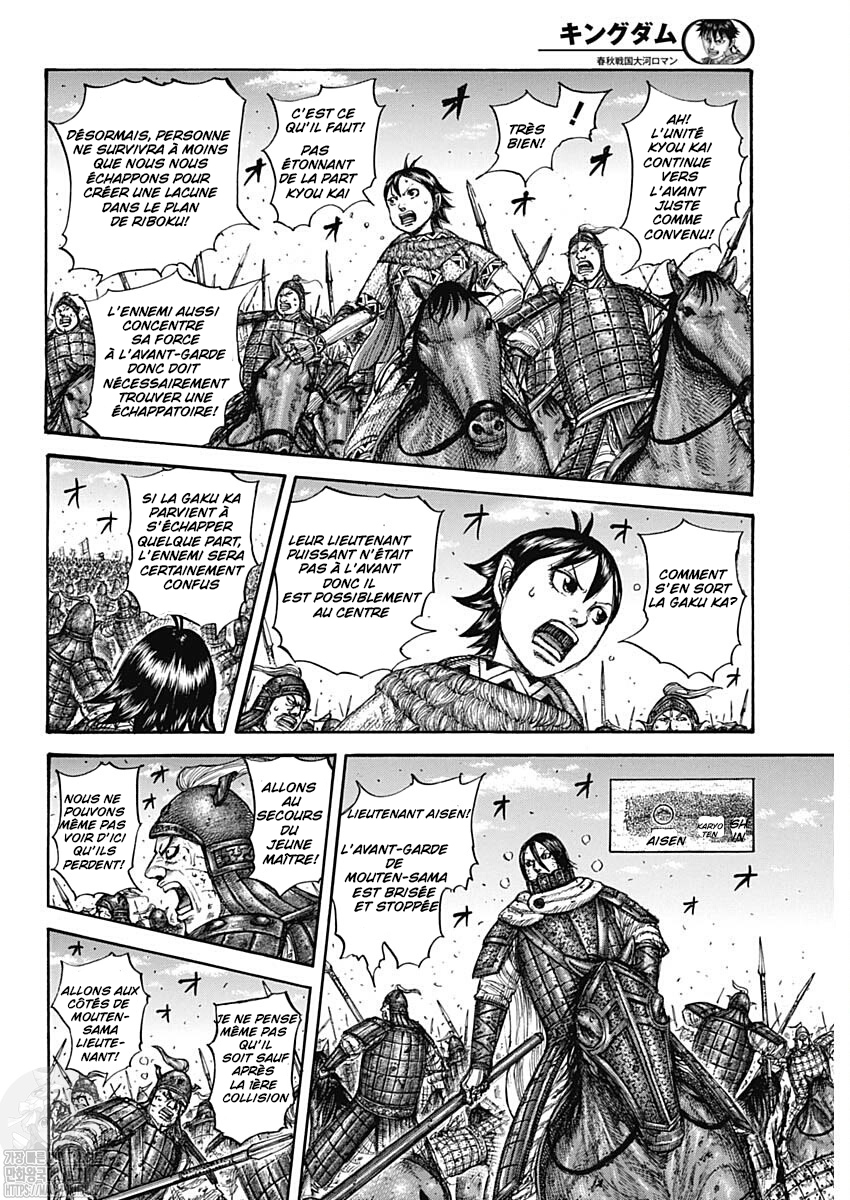 キングダム
春秋戦国大河ロマン
AH!
L'UNITÉ
KYOU KAI
CONTINUE
VERS
L'AVANT
JUSTE
COMME
CONVENU!
!
TRÈS
BIEN!
C'EST CE
QU'IL FAUT!
PAS
ÉTONNANT
DE LA PART
KYOU KAI
DÉSORMAIS, PERSONNE
NE SURVIVRA À MOINS
QUE NOUS NOUS
ÉCHAPPONS POUR
CRÉER UNE LACUNE
DANS LE PLAN
DE RIBOKU!
L'ENNEMI AUSSI
CONCENTRE
SA FORCE
À L'AVANT-GARDE
DONC DOIT
NÉCESSAIREMENT
TROUVER UNE
ÉCHAPPATOIRE!
COMMENT
S'EN SORT
LA GAKU KA?
LEUR LIEUTENANT
PUISSANT N'ÉTAIT
PAS À L'AVANT
DONC IL
EST POSSIBLEMENT
AU CENTRE
SI LA GAKU KA
PARVIENT À
S'ÉCHAPPER
QUELQUE PART,
L'ENNEMI SERA
CERTAINEMENT
CONFUS
SHIN
KARYO
TEN
AISEN
LIEUTENANT AISEN!
L'AVANT-GARDE
DE
MOUTEN-SAMA
EST BRISÉE
ET STOPPÉE
ALLONS
AU
SECOURS
DU
JEUNE
MAÎTRE!
NOUS NE
POUVONS
MÊME PAS
VOIR D'ICI
QU'ILS
PERDENT!
JE NE PENSE
MÊME PAS
QU'IL
SOIT SAUF
APRÈS
LA 1ÈRE
COLLISION
ALLONS AUX
CÔTÉS DE
MOUTEN-
SAMA
LIEUTE-
NANT!